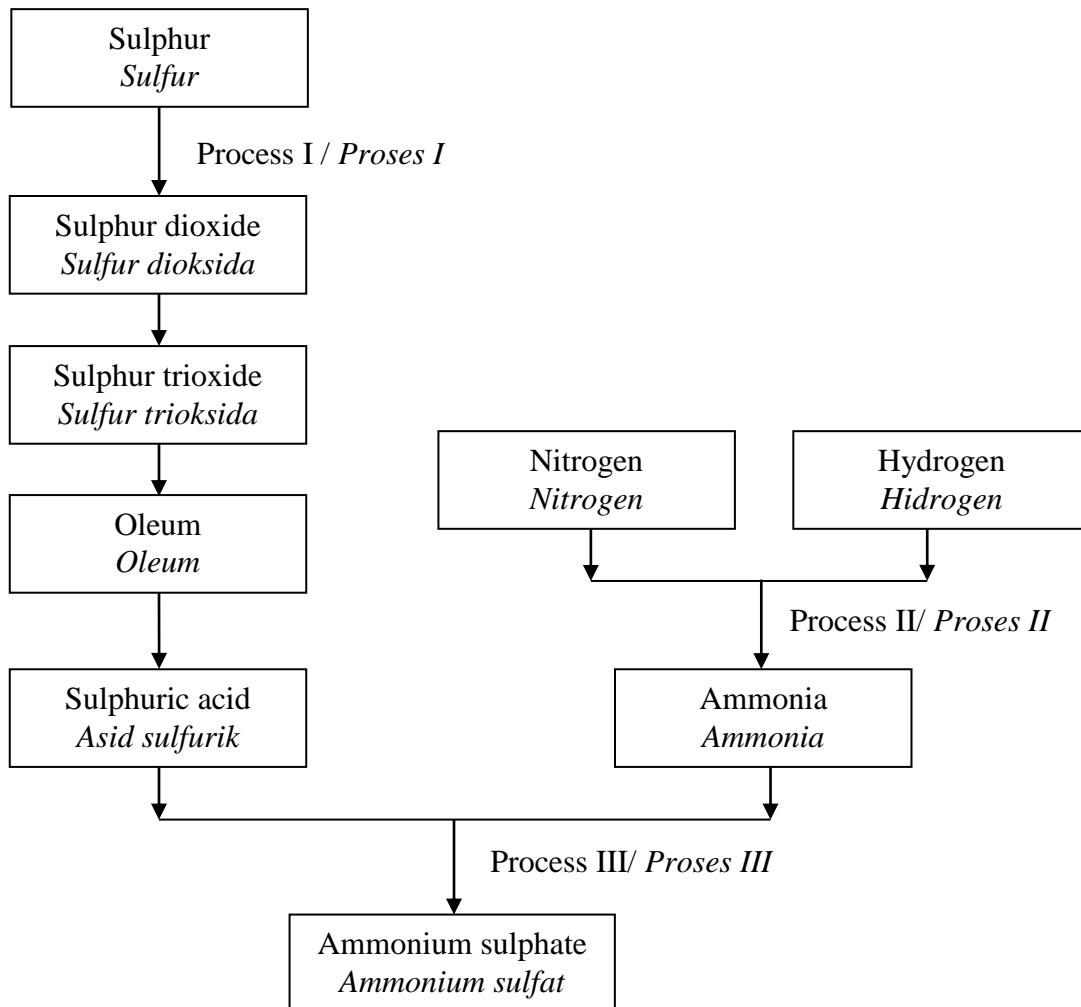 Sulphur
Sulfur
Process I / Proses I
Sulphur dioxide
Sulfur dioksida
Sulphur trioxide
Sulfur trioksida
Nitrogen
Nitrogen
Hydrogen
Hidrogen
Oleum
Oleum
Process II/ Proses II
Sulphuric acid
Asid sulfurik
Ammonia
Ammonia
Process III/ Proses III
Ammonium sulphate
Ammonium sulfat